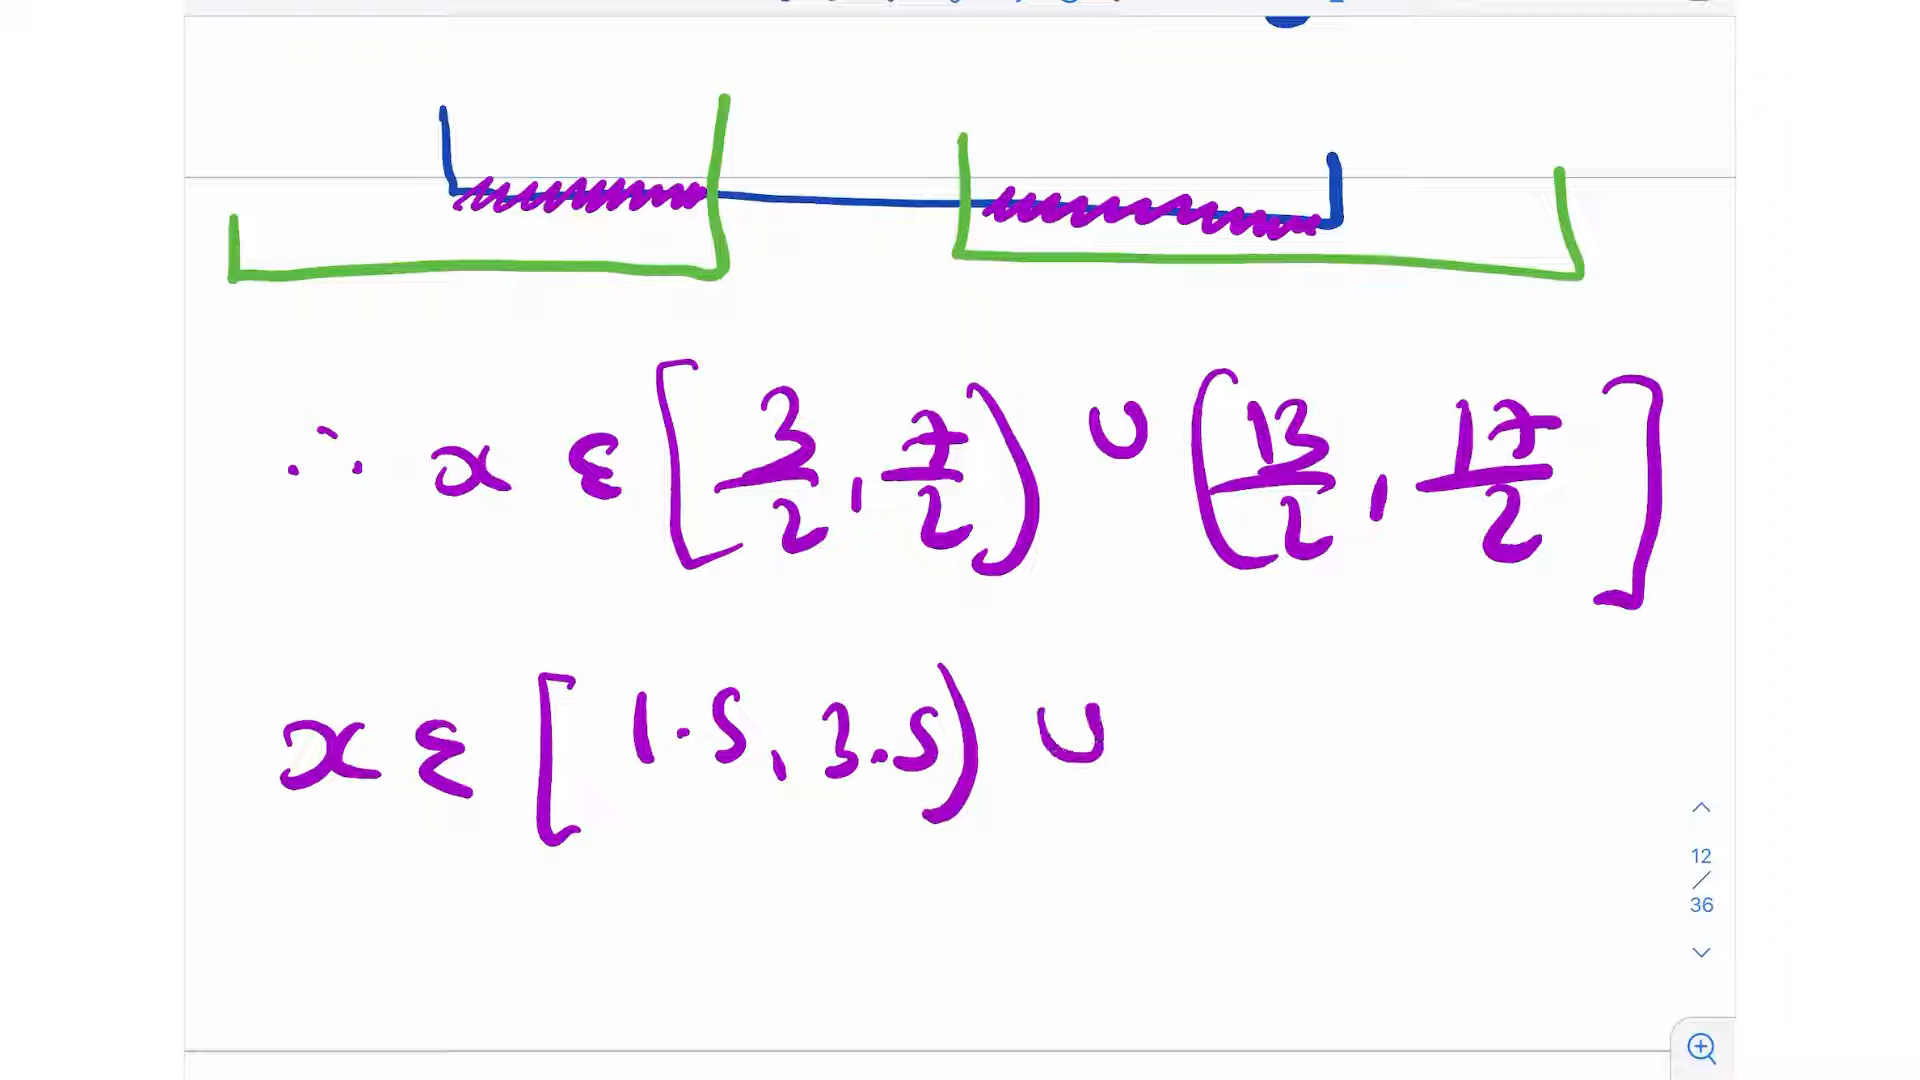 ∴ x ε [3/2, 7/2) ∪ (13/2, 17/2]
x ε [1.5, 3.5) ∪
12
/
36